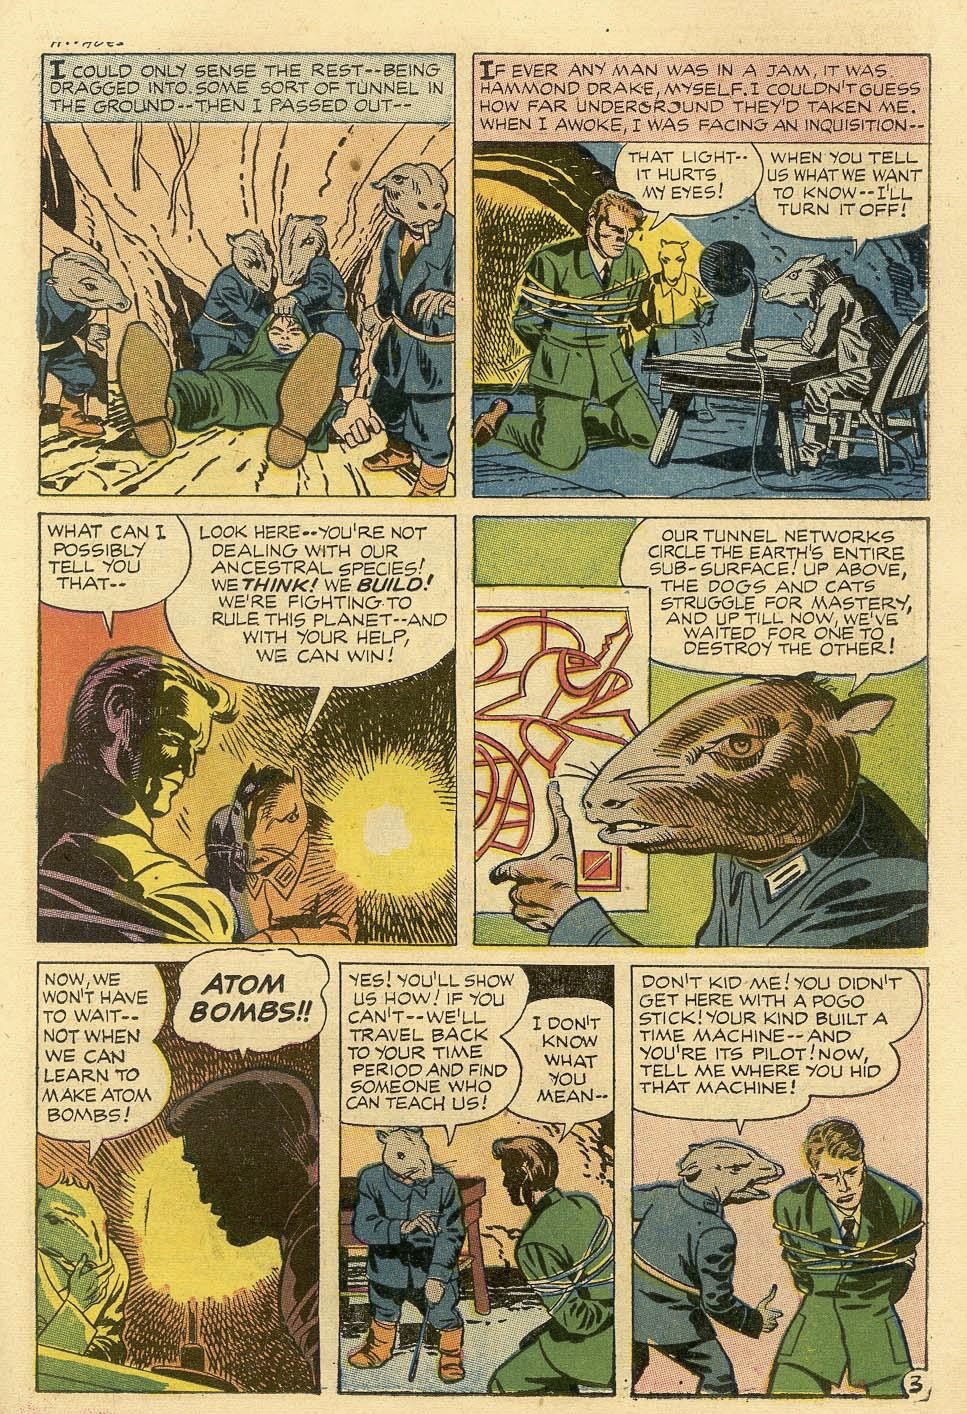 I COULD ONLY SENSE THE REST--BEING
DRAGGED INTO SOME SORT OF TUNNEL IN
THE GROUND--THEN I PASSED OUT--
IF EVER ANY MAN WAS IN A JAM, IT WAS
HAMMOND DRAKE, MYSELF. I COULDN'T GUESS
HOW FAR UNDERGROUND THEY'D TAKEN ME.
WHEN I AWOKE, I WAS FACING AN INQUISITION--
THAT LIGHT--
IT HURTS
MY EYES!
WHEN YOU TELL
US WHAT WE WANT
TO KNOW--I'LL
TURN IT OFF!
WHAT CAN I
POSSIBLY
TELL YOU
THAT--
LOOK HERE--YOU'RE NOT
DEALING WITH OUR
ANCESTRAL SPECIES!
WE THINK! WE BUILD!
WE'RE FIGHTING TO
RULE THIS PLANET--AND
WITH YOUR HELP,
WE CAN WIN!
OUR TUNNEL NETWORKS
CIRCLE THE EARTH'S ENTIRE
SUB-SURFACE! UP ABOVE,
THE DOGS AND CATS
STRUGGLE FOR MASTERY,
AND UP TILL NOW, WE'VE
WAITED FOR ONE TO
DESTROY THE OTHER!
NOW, WE
WON'T HAVE
TO WAIT--
NOT WHEN
WE CAN
LEARN TO
MAKE ATOM
BOMBS!
ATOM
BOMBS!!
YES! YOU'LL SHOW
US HOW! IF YOU
CAN'T--WE'LL
TRAVEL BACK
TO YOUR TIME
PERIOD AND FIND
SOMEONE WHO
CAN TEACH US!
I DON'T
KNOW
WHAT
YOU
MEAN--
DON'T KID ME! YOU DIDN'T
GET HERE WITH A POGO
STICK! YOUR KIND BUILT A
TIME MACHINE--AND
YOU'RE ITS PILOT! NOW,
TELL ME WHERE YOU HID
THAT MACHINE!
3